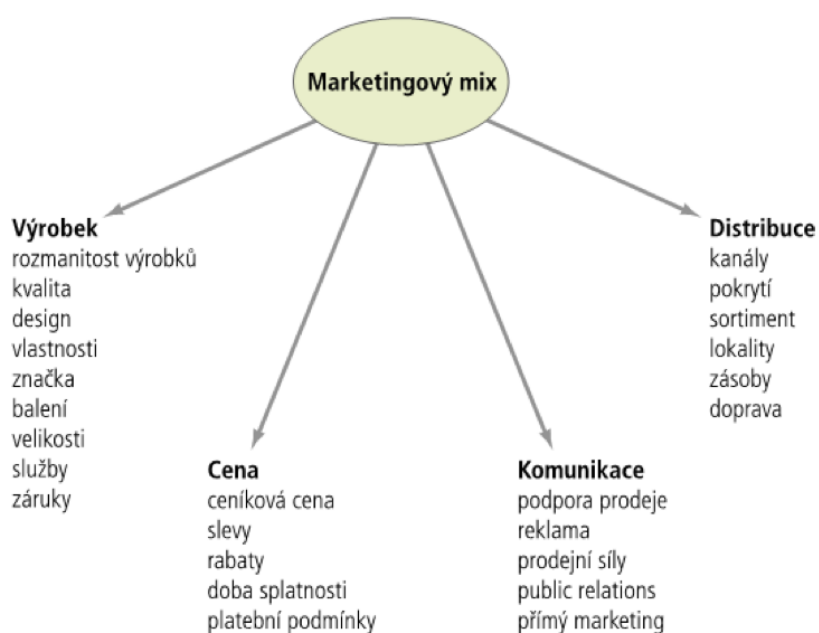 Marketingový mix
Výrobek
rozmanitost výrobků
kvalita
design
vlastnosti
značka
balení
velikosti
služby
záruky
Cena
ceníková cena
slevy
rabaty
doba splatnosti
platební podmínky
Komunikace
podpora prodeje
reklama
prodejní síly
public relations
přímý marketing
Distribuce
kanály
pokrytí
sortiment
lokality
zásoby
doprava